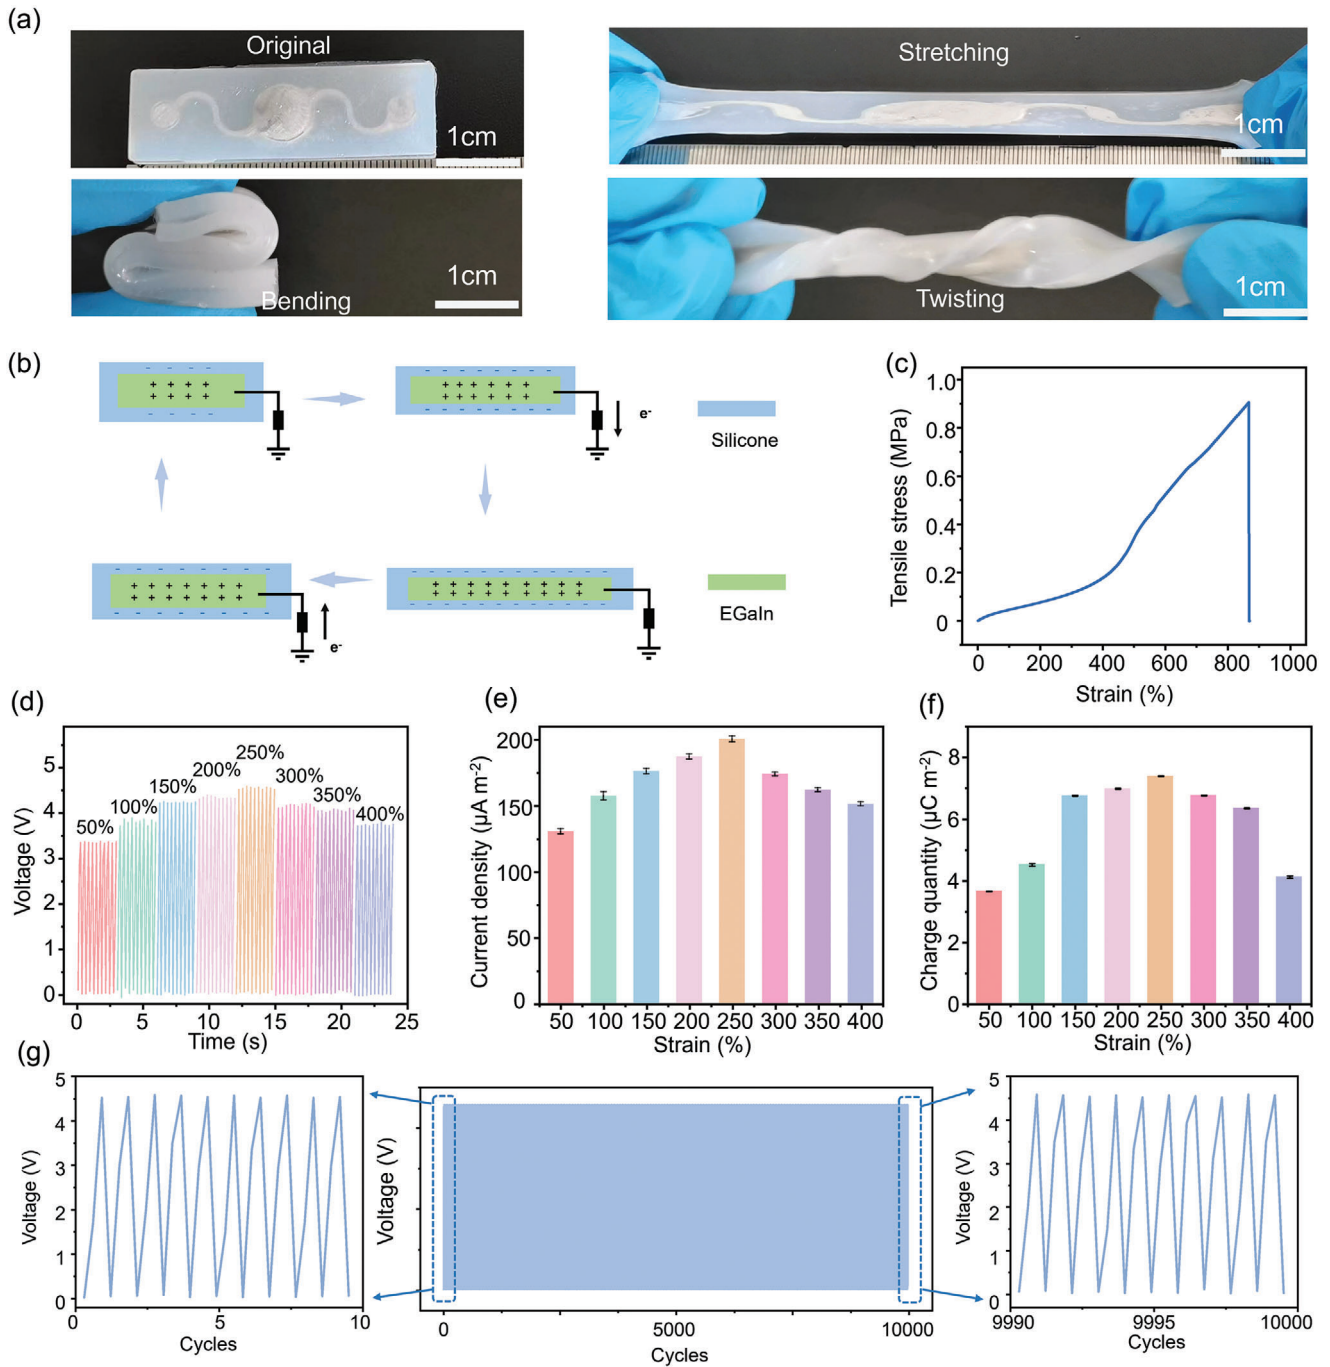 (a)
Original
1cm
Stretching
1cm
Bending
1cm
Twisting
1cm
(b)
- - - -
+ + + +
+ + + +
- - - -
- - - - - -
+ + + + + +
+ + + + + +
- - - - - -
e-
Silicone
- - - - - - -
+ + + + + + +
+ + + + + + +
- - - - - - -
e-
- - - - - - - -
+ + + + + + + +
+ + + + + + + +
- - - - - - - -
EGaIn
(c)
Tensile stress (MPa)
1.0
0.8
0.6
0.4
0.2
0
0 200 400 600 800 1000
Strain (%)
(d)
Voltage (V)
5
4
3
2
1
0
50% 100% 150% 200% 250% 300% 350% 400%
0 5 10 15 20 25
Time (s)
(e)
Current density (μA m-2)
200
150
100
50
0
50 100 150 200 250 300 350 400
Strain (%)
(f)
Charge quantity (μC m-2)
8
6
4
2
0
50 100 150 200 250 300 350 400
Strain (%)
(g)
Voltage (V)
5
4
3
2
1
0
0 5 10
Cycles
Voltage (V)
0 5000 10000
Cycles
Voltage (V)
5
4
3
2
1
0
9990 9995 10000
Cycles